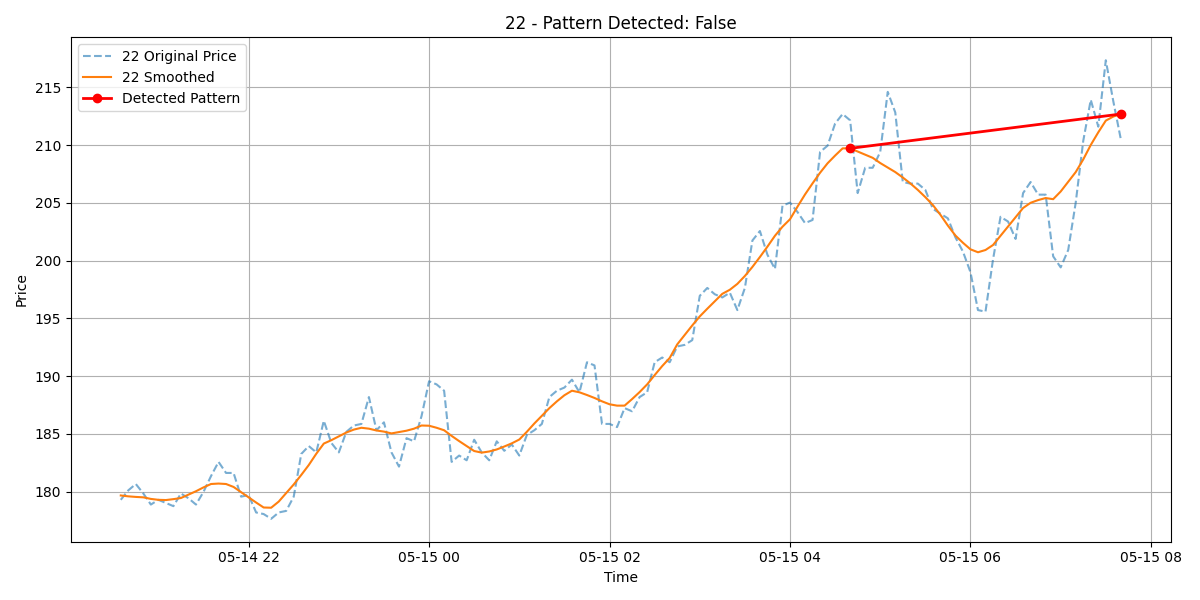 22 - Pattern Detected: False
22 Original Price
22 Smoothed
Detected Pattern
Price
215
210
205
200
195
190
185
180
05-14 22
05-15 00
05-15 02
05-15 04
05-15 06
05-15 08
Time